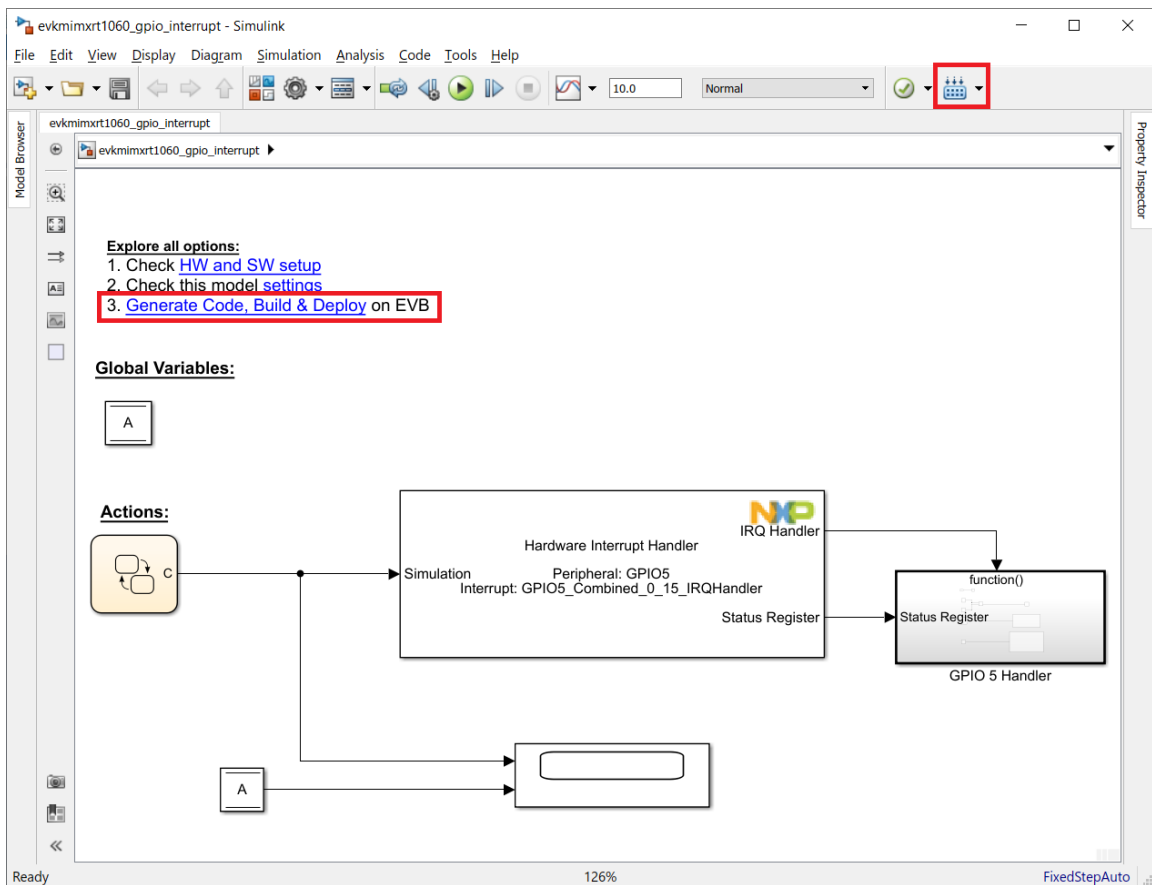 evkmimxrt1060_gpio_interrupt - Simulink
File Edit View Display Diagram Simulation Analysis Code Tools Help
10.0
Normal
Model Browser
evkmimxrt1060_gpio_interrupt
evkmimxrt1060_gpio_interrupt
Property Inspector
Explore all options:
1. Check HW and SW setup
2. Check this model settings
3. Generate Code, Build & Deploy on EVB
Global Variables:
A
Actions:
C
NXP
IRQ Handler
Hardware Interrupt Handler
Simulation
Peripheral: GPIO5
Interrupt: GPIO5_Combined_0_15_IRQHandler
Status Register
function()
Status Register
GPIO 5 Handler
A
Ready
126%
FixedStepAuto